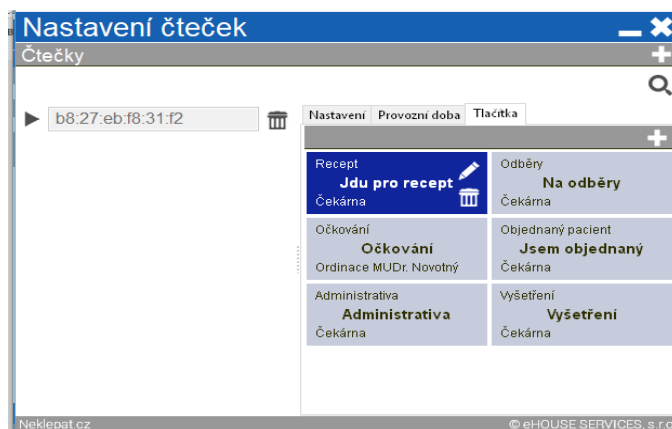 Nastavení čteček
Čtečky
b8:27:eb:f8:31:f2
Nastavení Provozní doba Tlačítka
Recept
Jdu pro recept
Čekárna
Odběry
Na odběry
Čekárna
Očkování
Očkování
Ordinace MUDr. Novotný
Objednaný pacient
Jsem objednaný
Čekárna
Administrativa
Administrativa
Čekárna
Vyšetření
Vyšetření
Čekárna
Neklepat.cz
© eHOUSE SERVICES, s.r.o